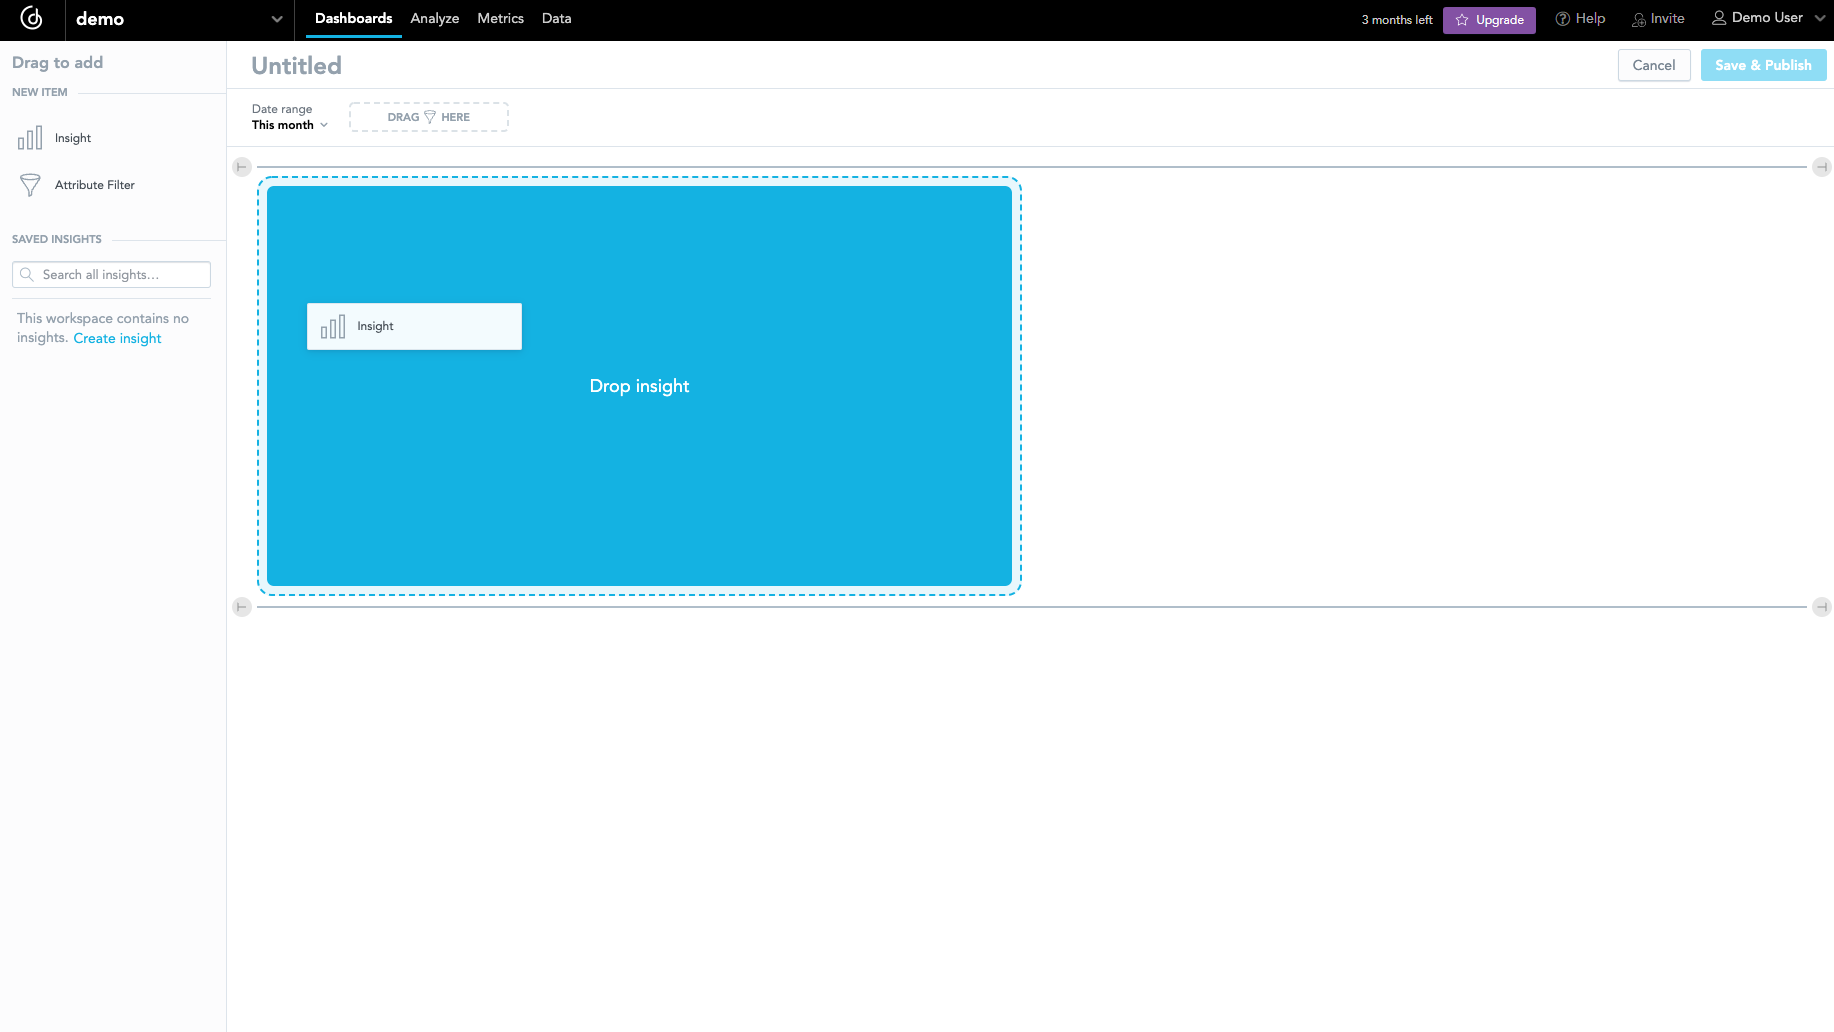 demo
Dashboards
Analyze
Metrics
Data
3 months left
Upgrade
Help
Invite
Demo User
Drag to add
NEW ITEM
Insight
Attribute Filter
SAVED INSIGHTS
Search all insights...
This workspace contains no
insights. Create insight
Untitled
Cancel
Save & Publish
Date range
This month
DRAG HERE
Insight
Drop insight